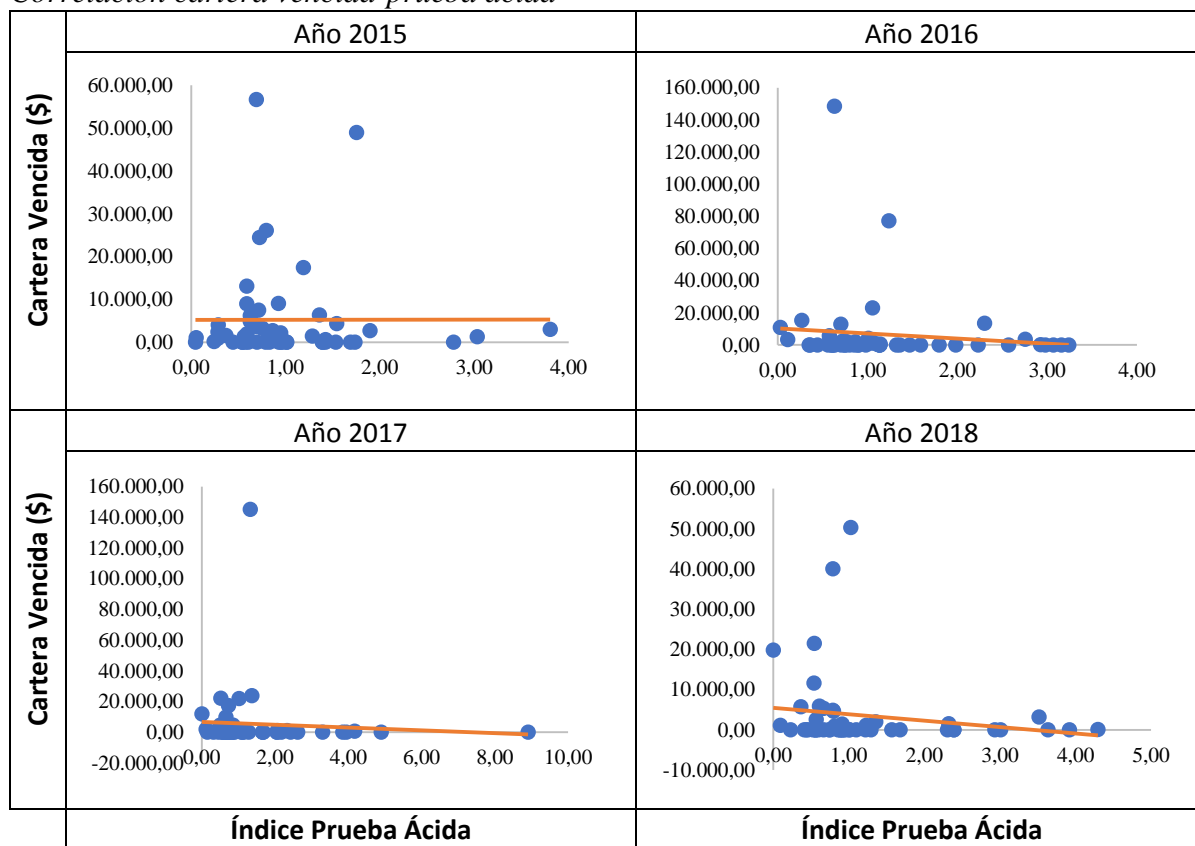 Correlación cartera vencida-prueba ácida
Año 2015
Año 2016
Cartera Vencida ($)
60.000,00
50.000,00
40.000,00
30.000,00
20.000,00
10.000,00
0,00
0,00 1,00 2,00 3,00 4,00
160.000,00
140.000,00
120.000,00
100.000,00
80.000,00
60.000,00
40.000,00
20.000,00
0,00
0,00 1,00 2,00 3,00 4,00
Año 2017
Año 2018
Cartera Vencida ($)
160.000,00
140.000,00
120.000,00
100.000,00
80.000,00
60.000,00
40.000,00
20.000,00
0,00
-20.000,00
0,00 2,00 4,00 6,00 8,00 10,00
60.000,00
50.000,00
40.000,00
30.000,00
20.000,00
10.000,00
0,00
-10.000,00
0,00 1,00 2,00 3,00 4,00 5,00
Índice Prueba Ácida
Índice Prueba Ácida